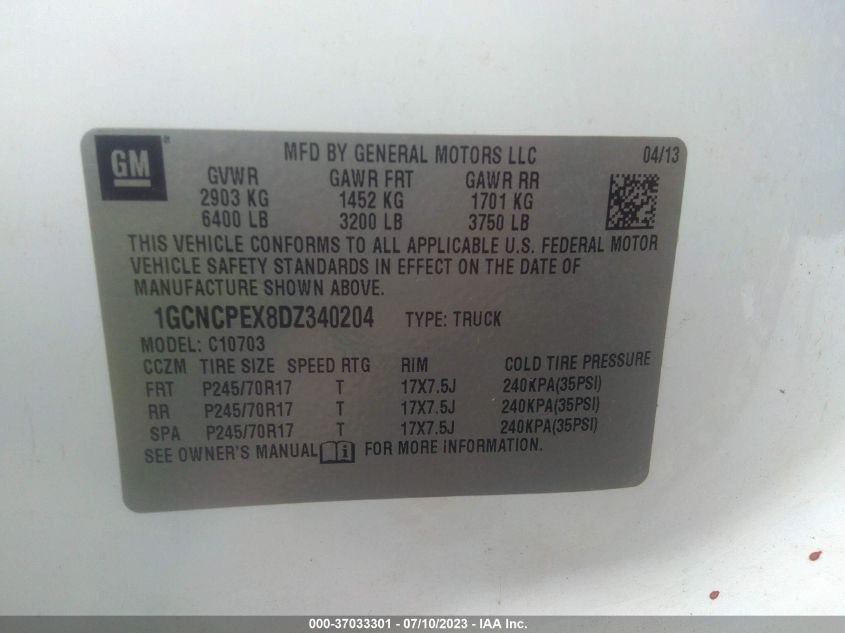 GM
MFD BY GENERAL MOTORS LLC 04/13
GVWR GAWR FRT GAWR RR
2903 KG 1452 KG 1701 KG
6400 LB 3200 LB 3750 LB
THIS VEHICLE CONFORMS TO ALL APPLICABLE U.S. FEDERAL MOTOR
VEHICLE SAFETY STANDARDS IN EFFECT ON THE DATE OF
MANUFACTURE SHOWN ABOVE.
1GCNCPEX8DZ340204 TYPE: TRUCK
MODEL: C10703
CCZM TIRE SIZE SPEED RTG RIM COLD TIRE PRESSURE
FRT P245/70R17 T 17X7.5J 240KPA(35PSI)
RR P245/70R17 T 17X7.5J 240KPA(35PSI)
SPA P245/70R17 T 17X7.5J 240KPA(35PSI)
SEE OWNER'S MANUAL i FOR MORE INFORMATION.
000-37033301 - 07/10/2023 - IAA Inc.